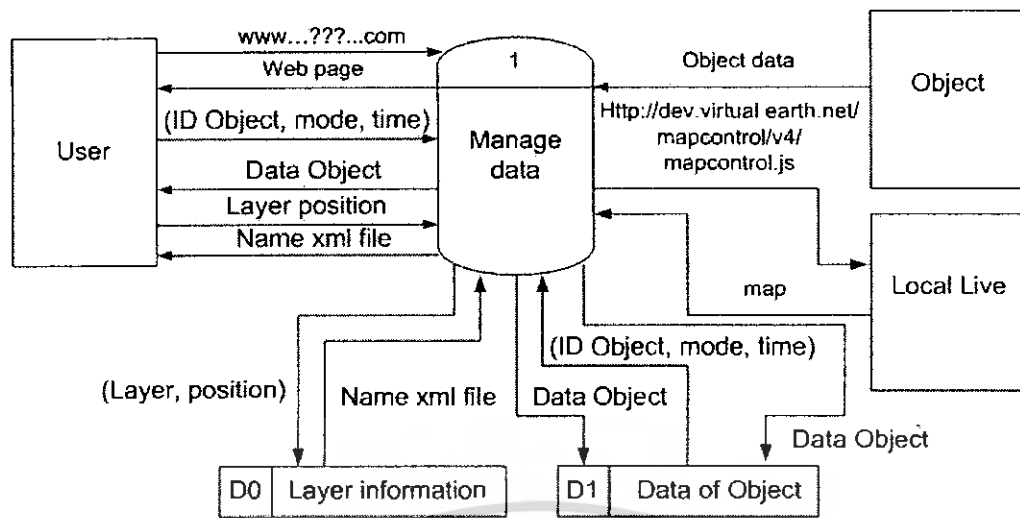 www...???...com
Web page
(ID Object, mode, time)
User
Data Object
Layer position
Name xml file
1
Manage
data
Object data
Http://dev.virtual earth.net/
mapcontrol/v4/
mapcontrol.js
Object
map
Local Live
(Layer, position)
Name xml file
(ID Object, mode, time)
Data Object
Data Object
D0 Layer information
D1 Data of Object